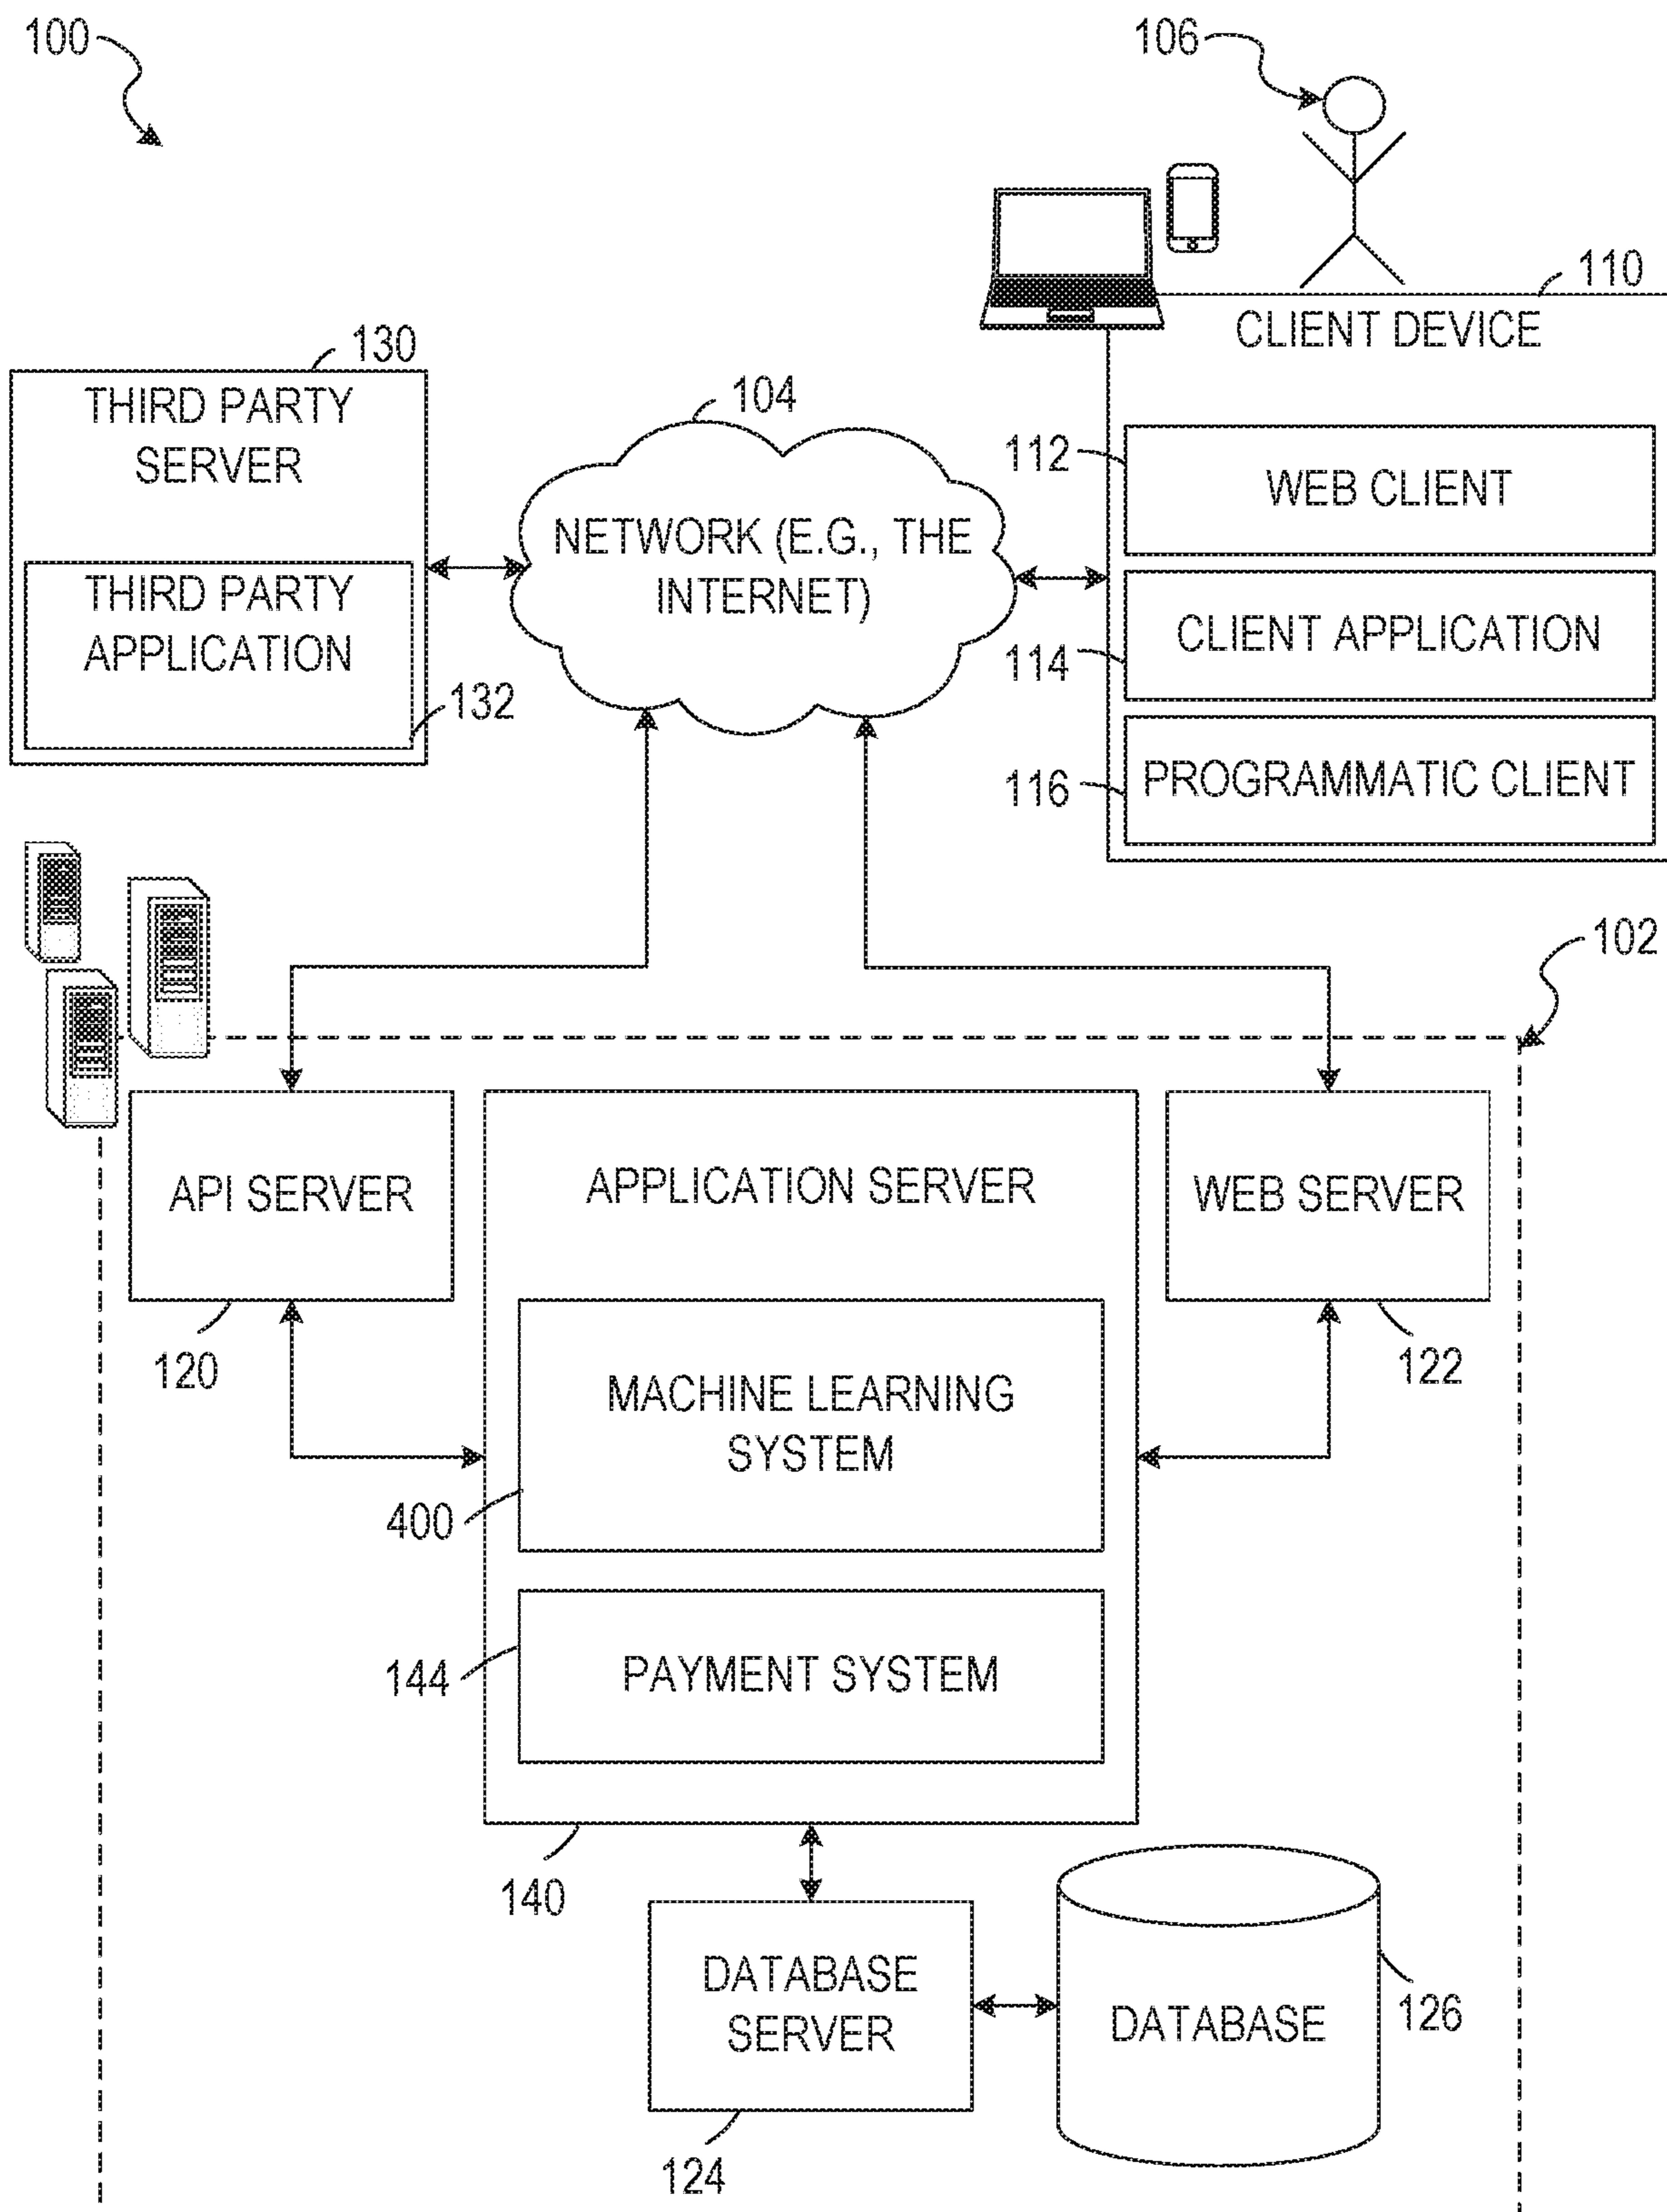 100
106
110
CLIENT DEVICE
130
THIRD PARTY
SERVER
104
112
WEB CLIENT
NETWORK (E.G., THE
INTERNET)
THIRD PARTY
APPLICATION
132
114
CLIENT APPLICATION
116
PROGRAMMATIC CLIENT
102
API SERVER
APPLICATION SERVER
WEB SERVER
120
122
MACHINE LEARNING
SYSTEM
400
144
PAYMENT SYSTEM
140
DATABASE
SERVER
124
DATABASE
126